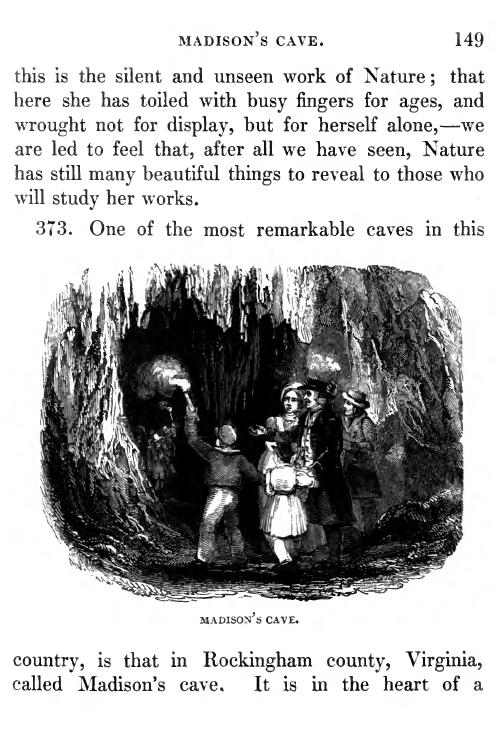 MADISON'S CAVE. 149
this is the silent and unseen work of Nature; that
here she has toiled with busy fingers for ages, and
wrought not for display, but for herself alone,—we
are led to feel that, after all we have seen, Nature
has still many beautiful things to reveal to those who
will study her works.
373. One of the most remarkable caves in this
MADISON'S CAVE.
country, is that in Rockingham county, Virginia,
called Madison's cave. It is in the heart of a